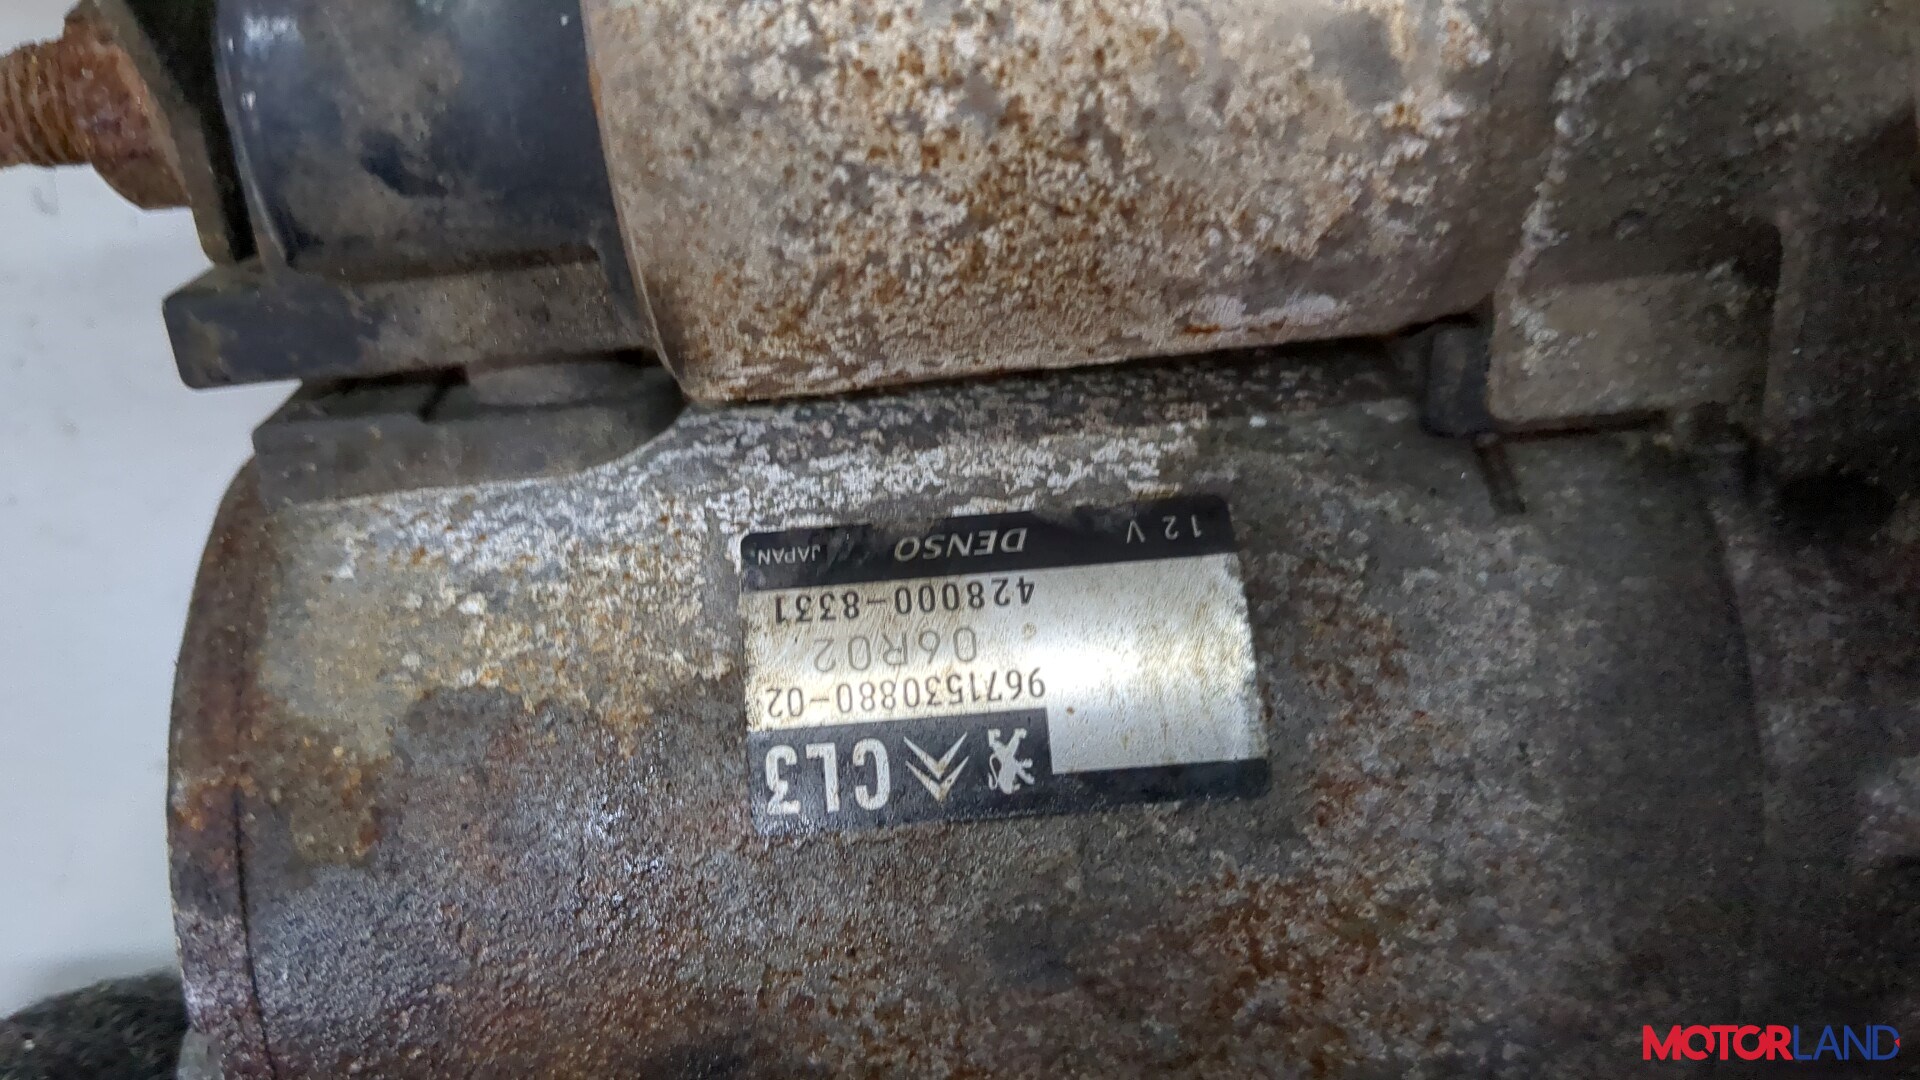 CL3
9671530880-02
06R02
428000-8331
12 V DENSO JAPAN
MOTORLAND